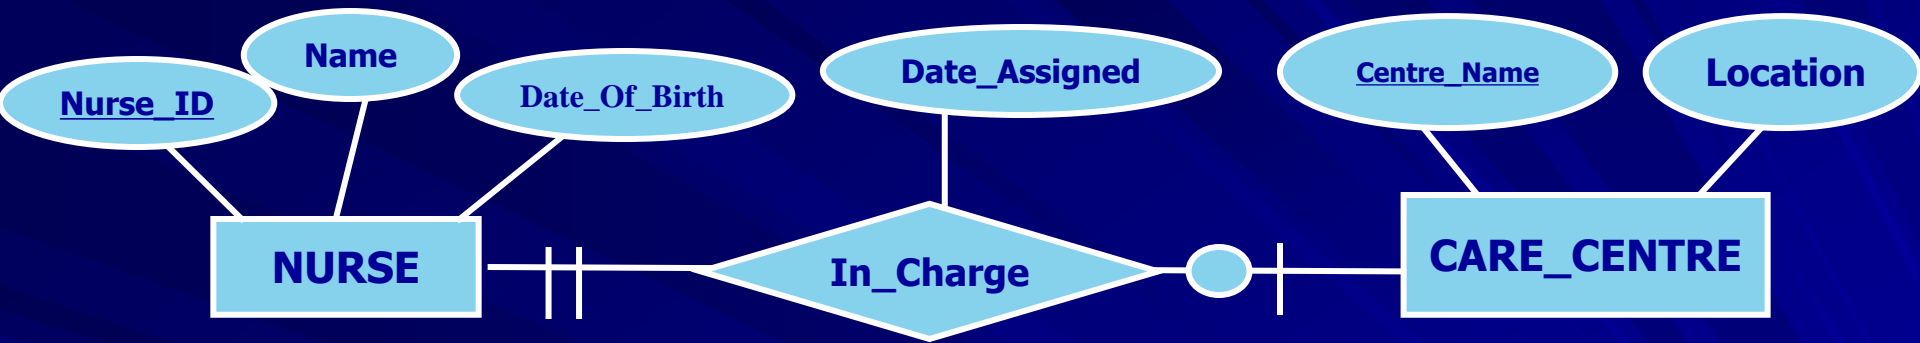 Nurse_ID
Name
Date_Of_Birth
Date_Assigned
Centre_Name
Location
NURSE
In_Charge
CARE_CENTRE